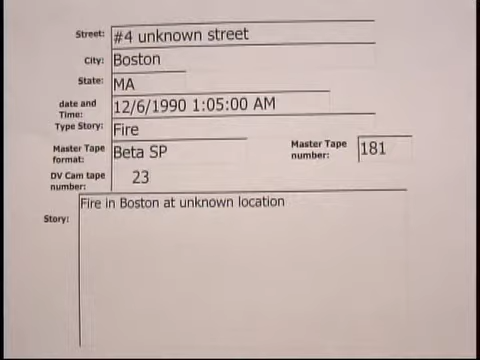 Street: #4 unknown street
City: Boston
State: MA
date and Time: 12/6/1990 1:05:00 AM
Type Story: Fire
Master Tape format: Beta SP Master Tape number: 181
DV Cam tape number: 23
Story: Fire in Boston at unknown location